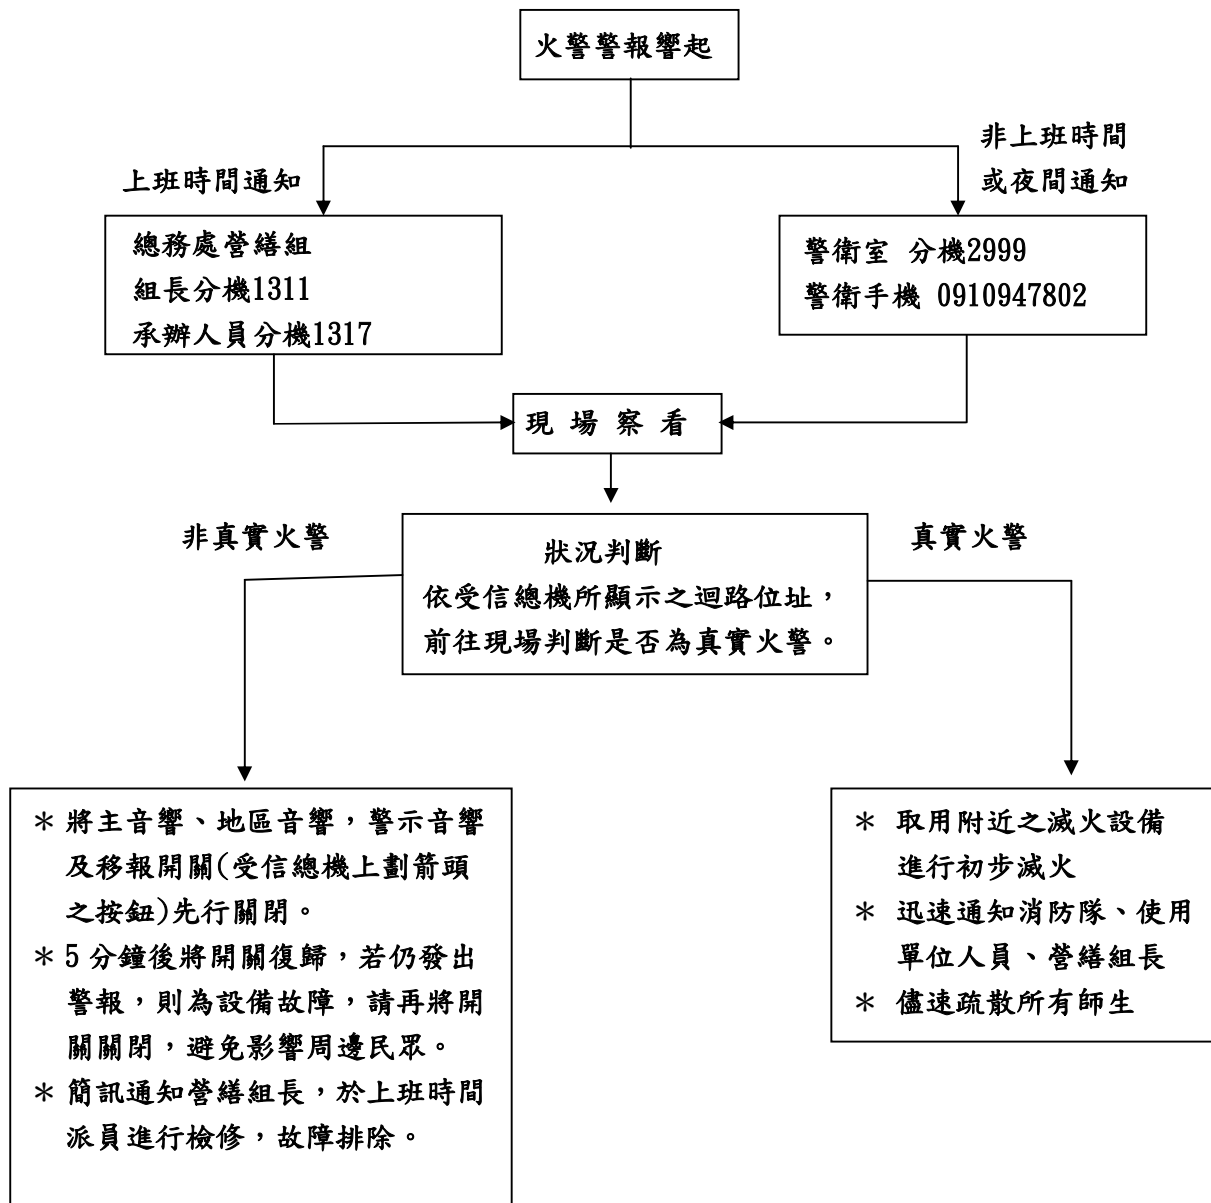 火警警報響起
非上班時間
或夜間通知
上班時間通知
總務處營繕組
組長分機1311
承辦人員分機1317
警衛室 分機2999
警衛手機 0910947802
現 場 察 看
非真實火警
真實火警
狀況判斷
依受信總機所顯示之迴路位址，
前往現場判斷是否為真實火警。
＊ 將主音響、地區音響，警示音響
及移報開關(受信總機上劃箭頭
之按鈕)先行關閉。
＊ 5 分鐘後將開關復歸，若仍發出
警報，則為設備故障，請再將開
關關閉，避免影響周邊民眾。
＊ 簡訊通知營繕組長，於上班時間
派員進行檢修，故障排除。
＊ 取用附近之滅火設備
進行初步滅火
＊ 迅速通知消防隊、使用
單位人員、營繕組長
＊ 儘速疏散所有師生